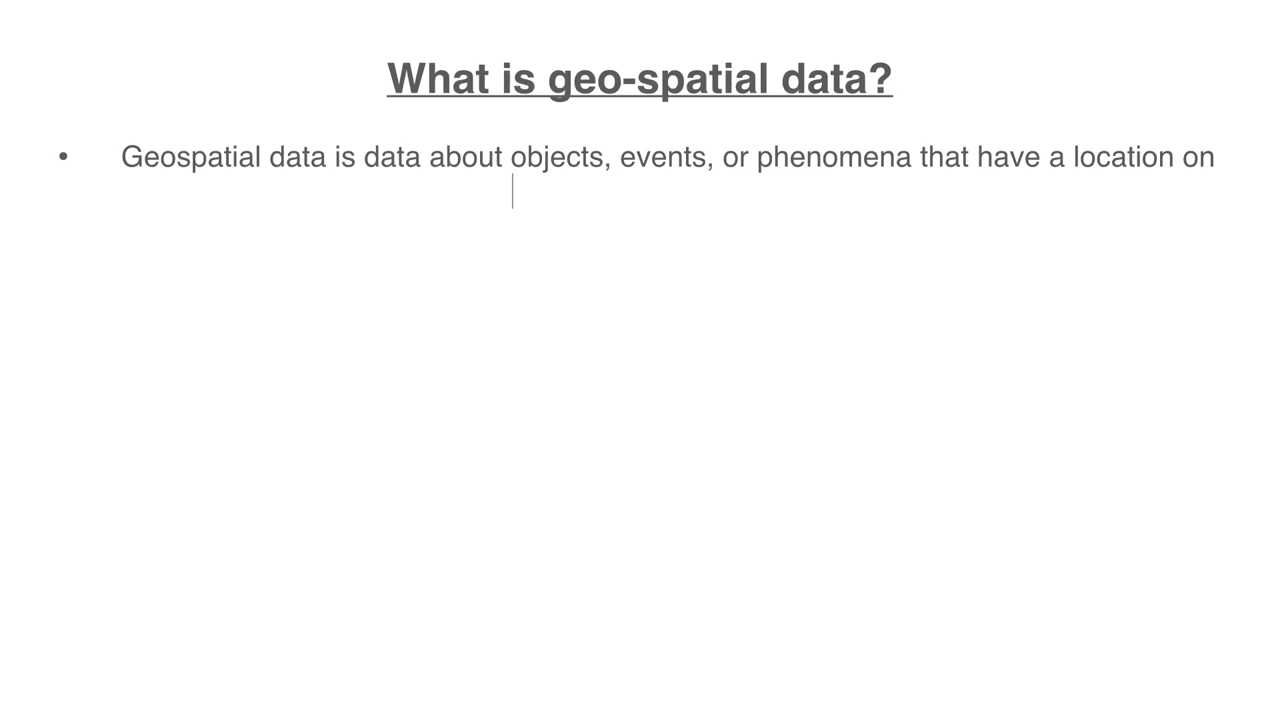 What is geo-spatial data?
• Geospatial data is data about objects, events, or phenomena that have a location on